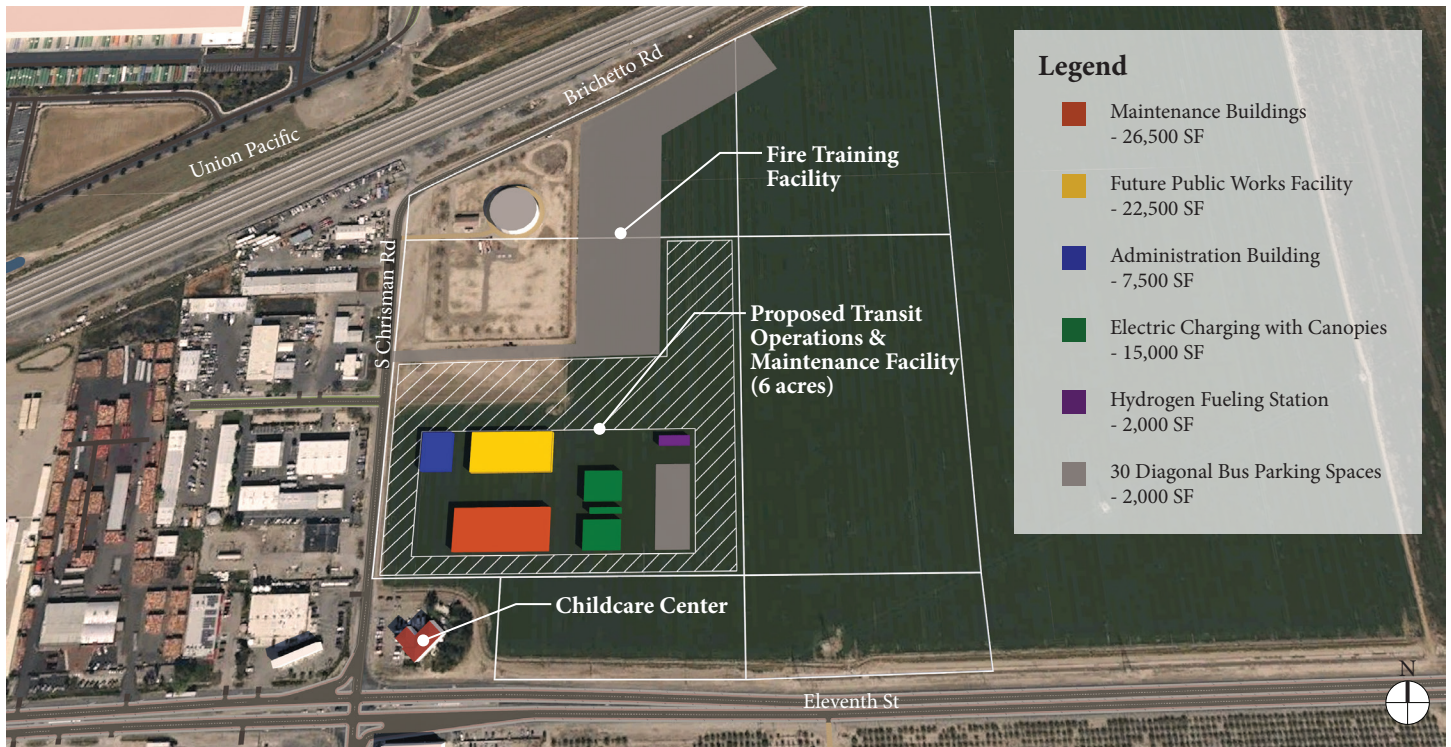 Union Pacific
Brichetto Rd
S Chrisman Rd
Fire Training
Facility
Proposed Transit
Operations &
Maintenance Facility
(6 acres)
Childcare Center
Eleventh St
Legend
Maintenance Buildings
- 26,500 SF
Future Public Works Facility
- 22,500 SF
Administration Building
- 7,500 SF
Electric Charging with Canopies
- 15,000 SF
Hydrogen Fueling Station
- 2,000 SF
30 Diagonal Bus Parking Spaces
- 2,000 SF
N